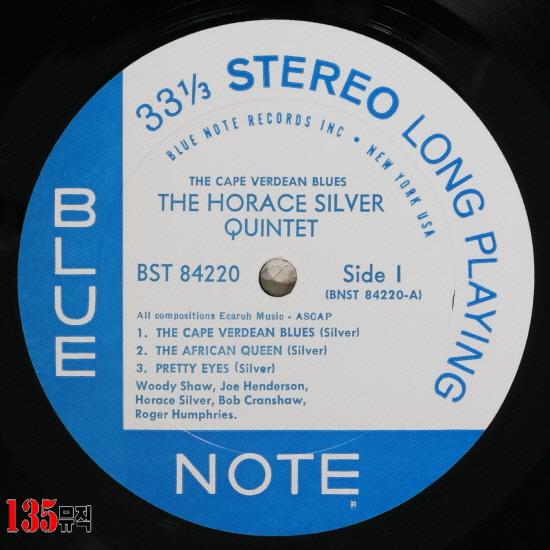 33⅓ STEREO LONG PLAYING
BLUE NOTE RECORDS INC • NEW YORK USA
THE CAPE VERDEAN BLUES
THE HORACE SILVER
QUINTET
BST 84220
Side 1
(BNST 84220-A)
All compositions Ecaroh Music - ASCAP
1. THE CAPE VERDEAN BLUES (Silver)
2. THE AFRICAN QUEEN (Silver)
3. PRETTY EYES (Silver)
Woody Shaw, Joe Henderson,
Horace Silver, Bob Cranshaw,
Roger Humphries.
BLUE
NOTE
R
135뮤직